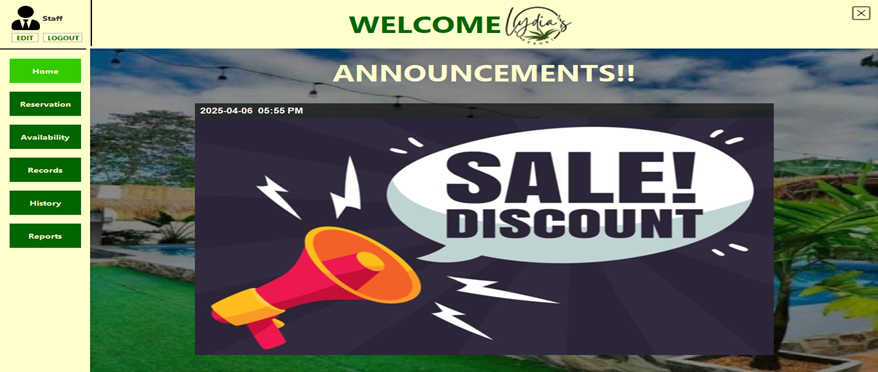 Staff
EDIT LOGOUT
WELCOME Lydia's
Home
Reservation
Availability
Records
History
Reports
ANNOUNCEMENTS!!
2025-04-06 05:55 PM
SALE!
DISCOUNT